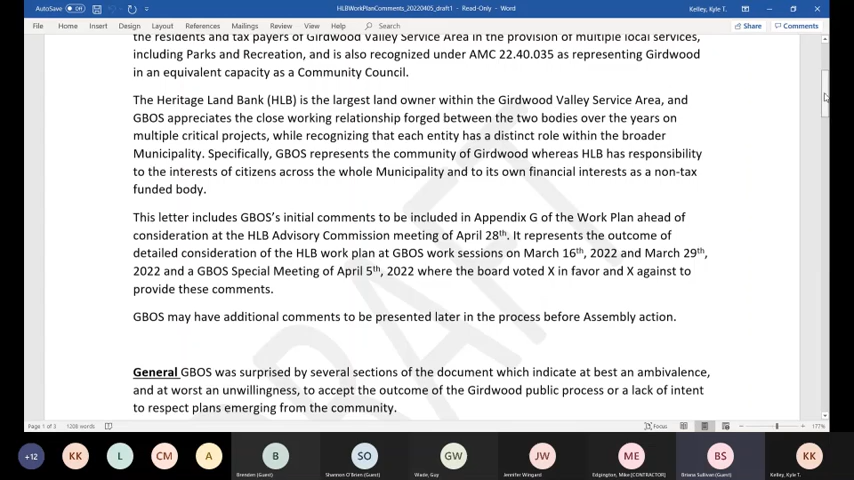 AutoSave Off
HLBWorkPlanComments_20220405_draft1 - Read-Only - Word
Kelley, Kyle T.
File Home Insert Draw Design Layout References Mailings Review View Help Search Share Comments
the residents and tax payers of Girdwood Valley Service Area in the provision of multiple local services,
including Parks and Recreation, and is also recognized under AMC 22.40.035 as representing Girdwood
in an equivalent capacity as a Community Council.
The Heritage Land Bank (HLB) is the largest land owner within the Girdwood Valley Service Area, and
GBOS appreciates the close working relationship forged between the two bodies over the years on
multiple critical projects, while recognizing that each entity has a distinct role within the broader
Municipality. Specifically, GBOS represents the community of Girdwood whereas HLB has responsibility
to the interests of citizens across the whole Municipality and to its own financial interests as a non-tax
funded body.
This letter includes GBOS's initial comments to be included in Appendix G of the Work Plan ahead of
consideration at the HLB Advisory Commission meeting of April 28th. It represents the outcome of
detailed consideration of the HLB work plan at GBOS work sessions on March 16th, 2022 and March 29th,
2022 and a GBOS Special Meeting of April 5th, 2022 where the board voted X in favor and X against to
provide these comments.
GBOS may have additional comments to be presented later in the process before Assembly action.
General GBOS was surprised by several sections of the document which indicate at best an ambivalence,
and at worst an unwillingness, to accept the outcome of the Girdwood public process or a lack of intent
to respect plans emerging from the community.
DRAFT
Page 1 of 3 1208 words Focus 177%
+12 KK L CM A B SO GW JW ME BS KK
Brenden (Guest) Shannon O'Brien (Guest) Wade, Guy Jennifer Wingard Edgington, Mike [CONTRACTOR] Briana Sullivan (Guest) Kelley, Kyle T.